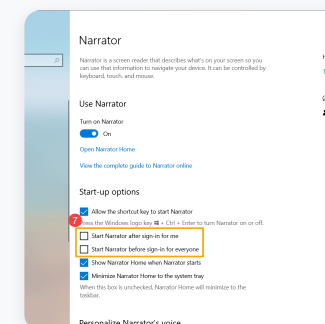 Narrator
Narrator is a screen reader that describes what's on your screen so you
can use that information to navigate your device. It can be controlled by
keyboard, touch, and mouse.
Use Narrator
Turn on Narrator
On
Open Narrator Home
View the complete guide to Narrator online
Start-up options
Allow the shortcut key to start Narrator
7
Press the Windows logo key + Ctrl + Enter to turn Narrator on or off.
Start Narrator after sign-in for me
Start Narrator before sign-in for everyone
Show Narrator Home when Narrator starts
Minimize Narrator Home to the system tray
When this box is unchecked, Narrator Home will minimize to the
taskbar.
Personalize Narrator's voice